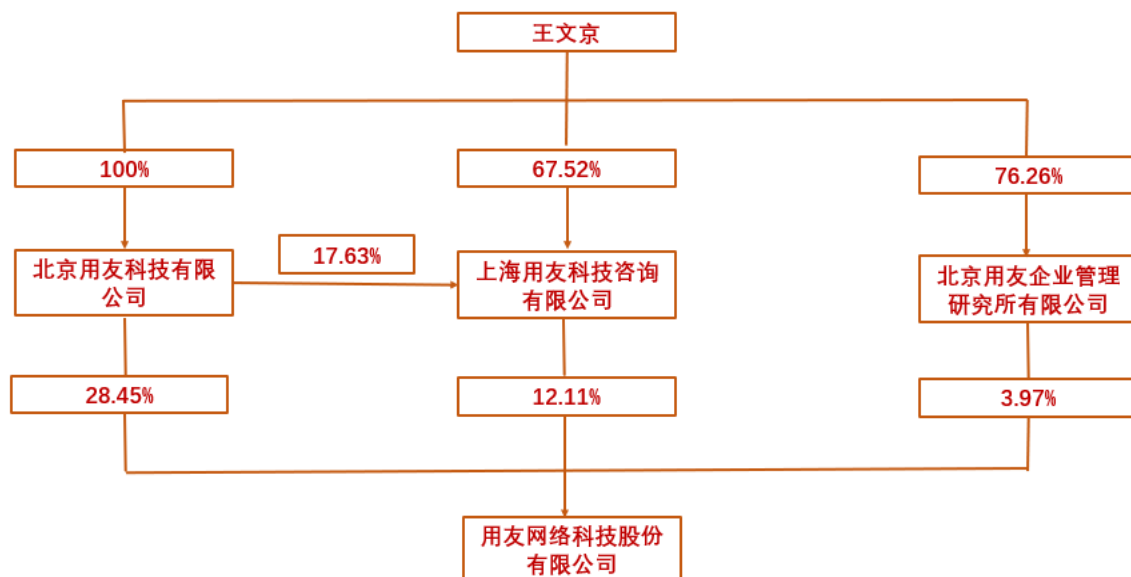 王文京
100%
67.52%
76.26%
17.63%
北京用友科技有限
公司
上海用友科技咨询
有限公司
北京用友企业管理
研究所有限公司
28.45%
12.11%
3.97%
用友网络科技股份
有限公司